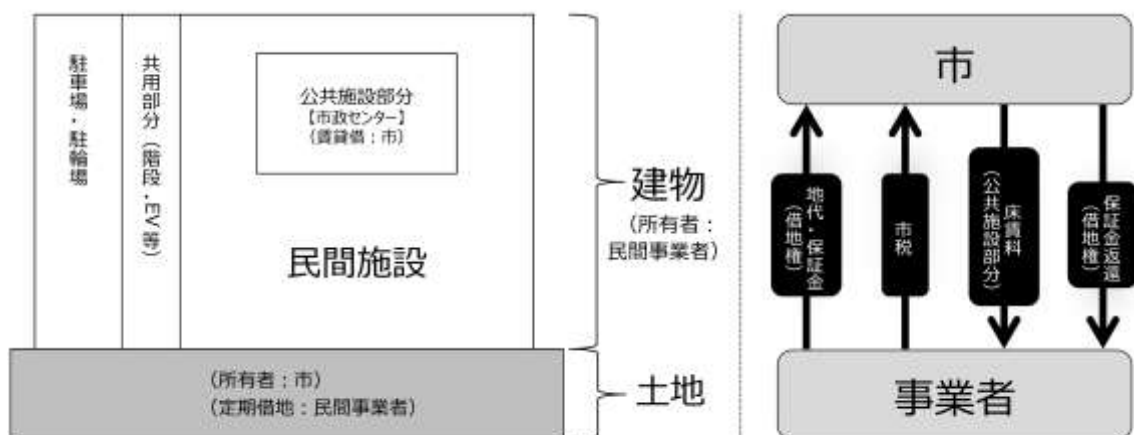 駐車場・駐輪場
共用部分（階段,EV等）
公共施設部分
【市政センター】
（賃貸借：市）
民間施設
（所有者：市）
（定期借地：民間事業者）
建物
（所有者：
民間事業者）
土地
市
地代・保証金
（借地権）
市税
床賃料
（公共施設部分）
保証金返還
（借地権）
事業者